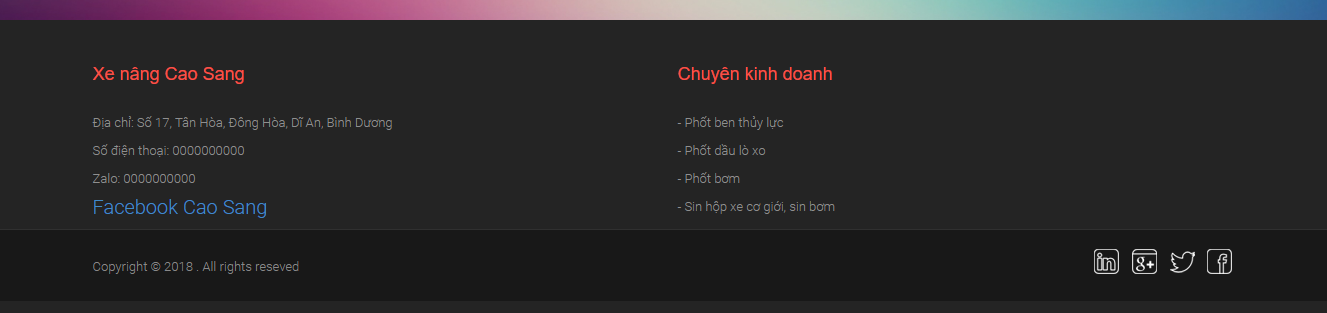 Xe nâng Cao Sang
Địa chỉ: Số 17, Tân Hòa, Đông Hòa, Dĩ An, Bình Dương
Số điện thoại: 0000000000
Zalo: 0000000000
Facebook Cao Sang
Chuyên kinh doanh
- Phốt ben thủy lực
- Phốt dầu lò xo
- Phốt bơm
- Sin hộp xe cơ giới, sin bơm
Copyright © 2018 . All rights reseved